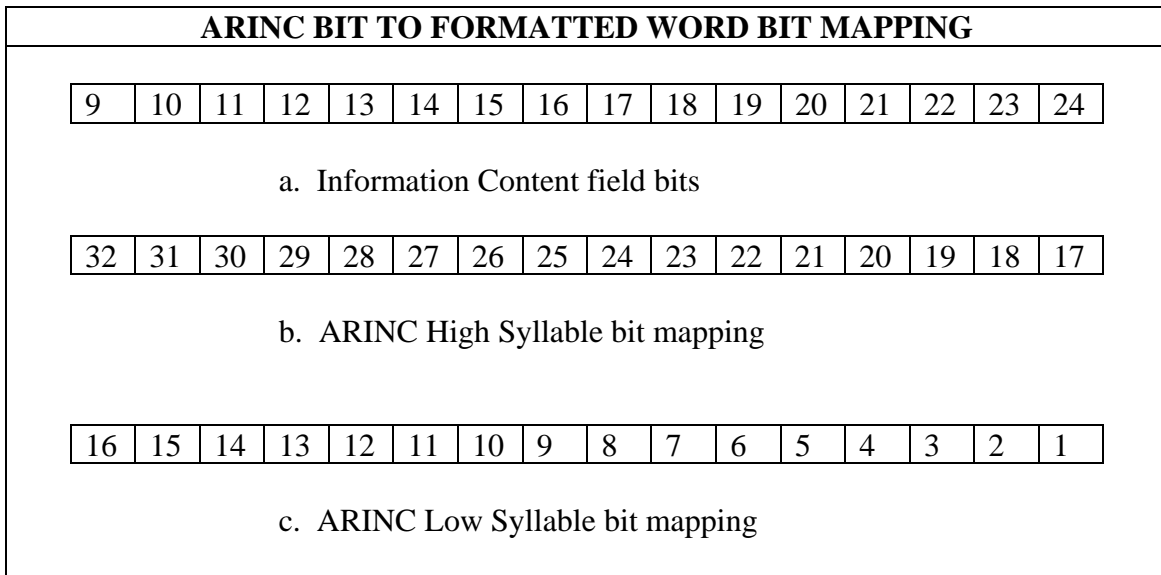 ARINC BIT TO FORMATTED WORD BIT MAPPING
9 10 11 12 13 14 15 16 17 18 19 20 21 22 23 24
a. Information Content field bits
32 31 30 29 28 27 26 25 24 23 22 21 20 19 18 17
b. ARINC High Syllable bit mapping
16 15 14 13 12 11 10 9 8 7 6 5 4 3 2 1
c. ARINC Low Syllable bit mapping